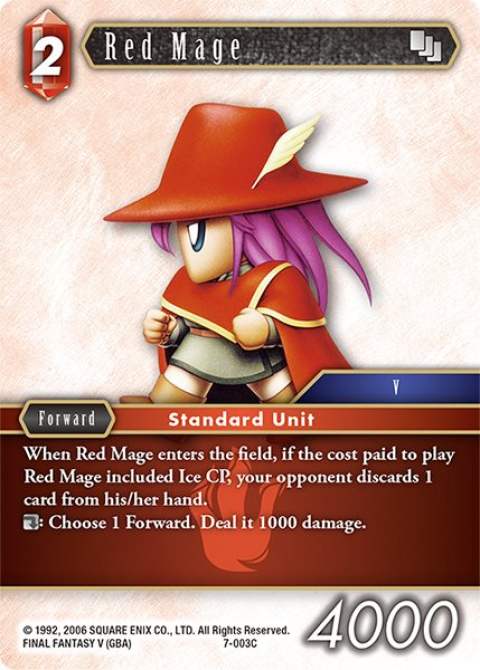 2
Red Mage
V
Forward
Standard Unit
When Red Mage enters the field, if the cost paid to play
Red Mage included Ice CP, your opponent discards 1
card from his/her hand.
: Choose 1 Forward. Deal it 1000 damage.
© 1992, 2006 SQUARE ENIX CO., LTD. All Rights Reserved.
FINAL FANTASY V (GBA)
7-003C
4000